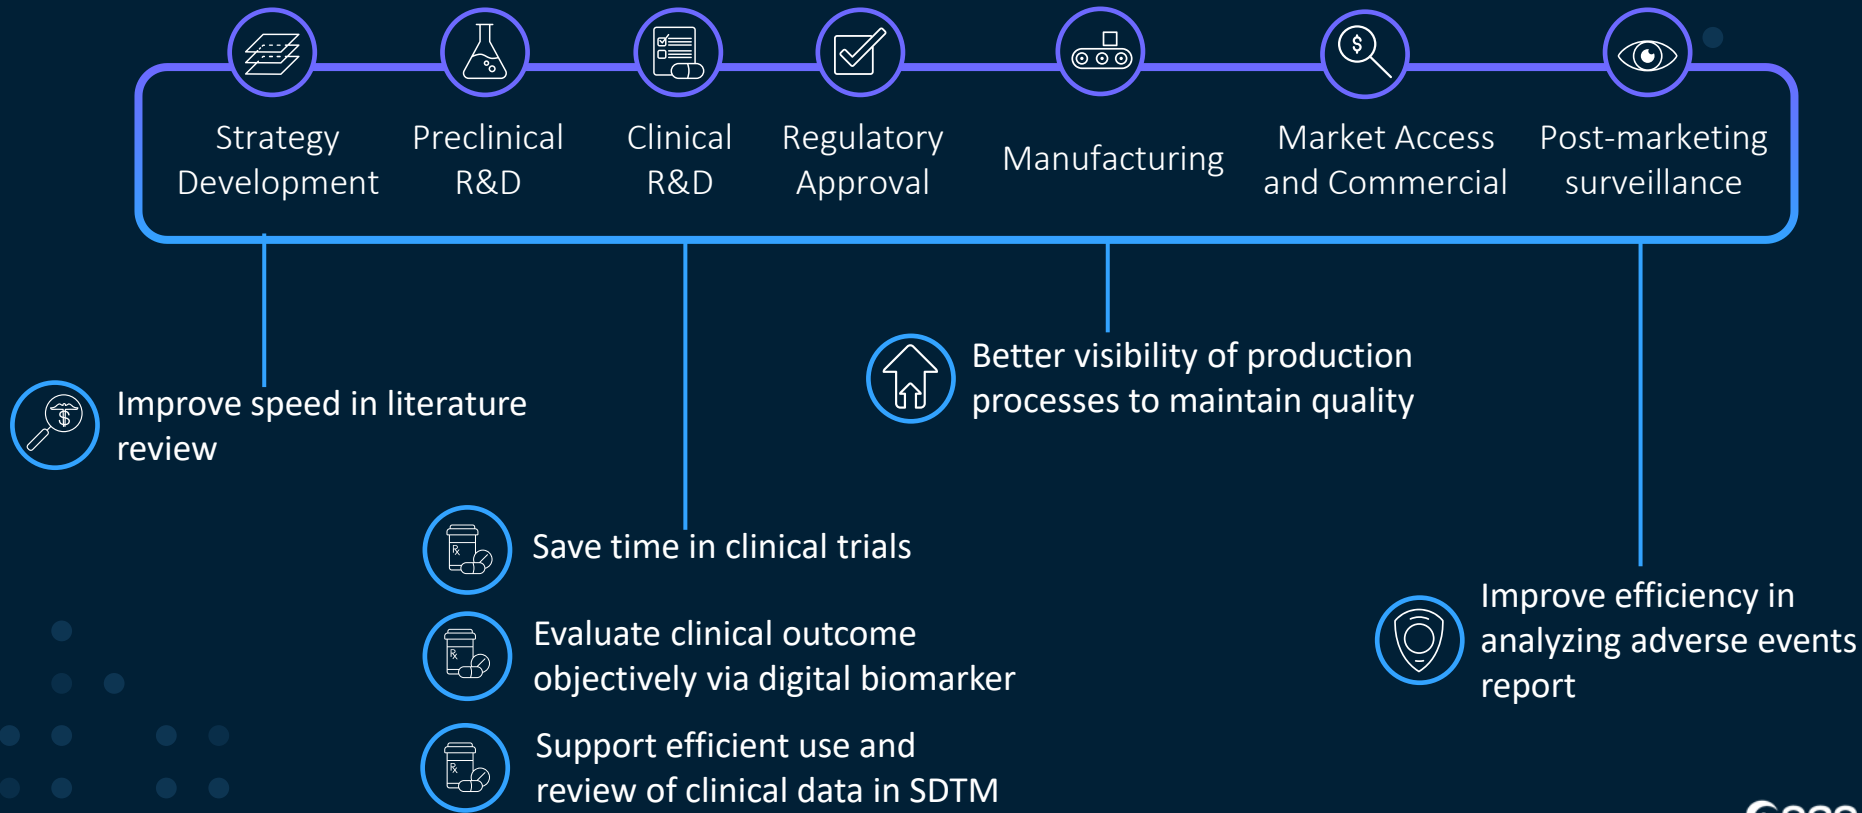 Strategy
Development
Preclinical
R&D
Clinical
R&D
Regulatory
Approval
Manufacturing
Market Access
and Commercial
Post-marketing
surveillance
Improve speed in literature
review
Better visibility of production
processes to maintain quality
Save time in clinical trials
Evaluate clinical outcome
objectively via digital biomarker
Support efficient use and
review of clinical data in SDTM
Improve efficiency in
analyzing adverse events
report